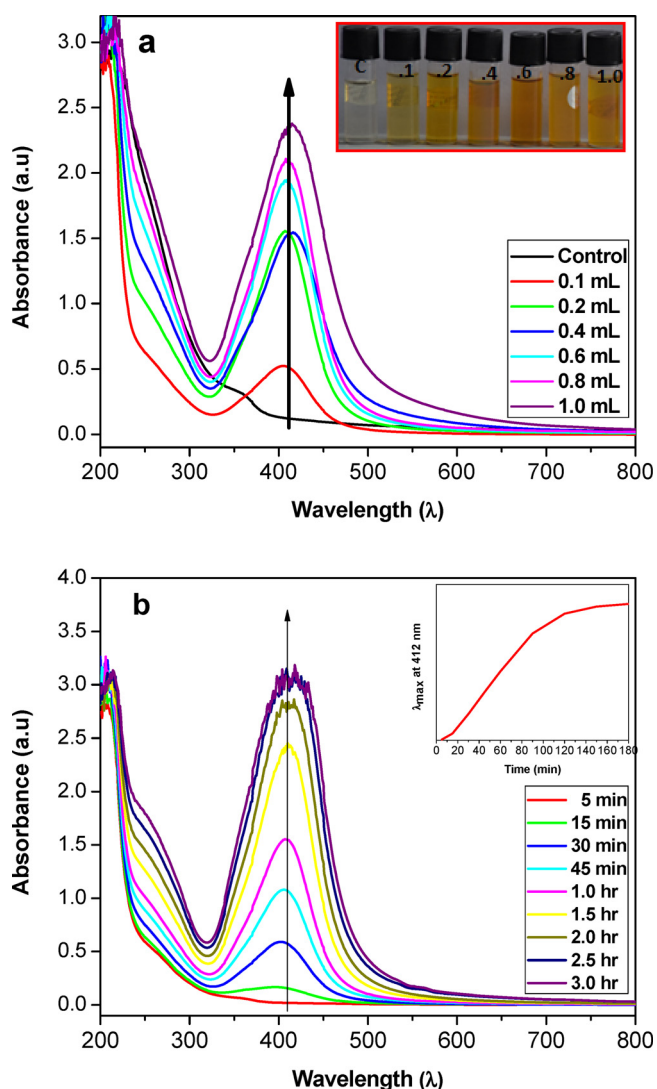 a
C .1 .2 .4 .6 .8 1.0
3.0
2.5
2.0
1.5
1.0
0.5
0.0
Absorbance (a.u)
Control
0.1 mL
0.2 mL
0.4 mL
0.6 mL
0.8 mL
1.0 mL
200 300 400 500 600 700 800
Wavelength (λ)
b
4.0
3.5
3.0
2.5
2.0
1.5
1.0
0.5
0.0
Absorbance (a.u)
λmax at 412 nm
0 20 40 60 80 100 120 140 160 180
Time (min)
5 min
15 min
30 min
45 min
1.0 hr
1.5 hr
2.0 hr
2.5 hr
3.0 hr
200 300 400 500 600 700 800
Wavelength (λ)